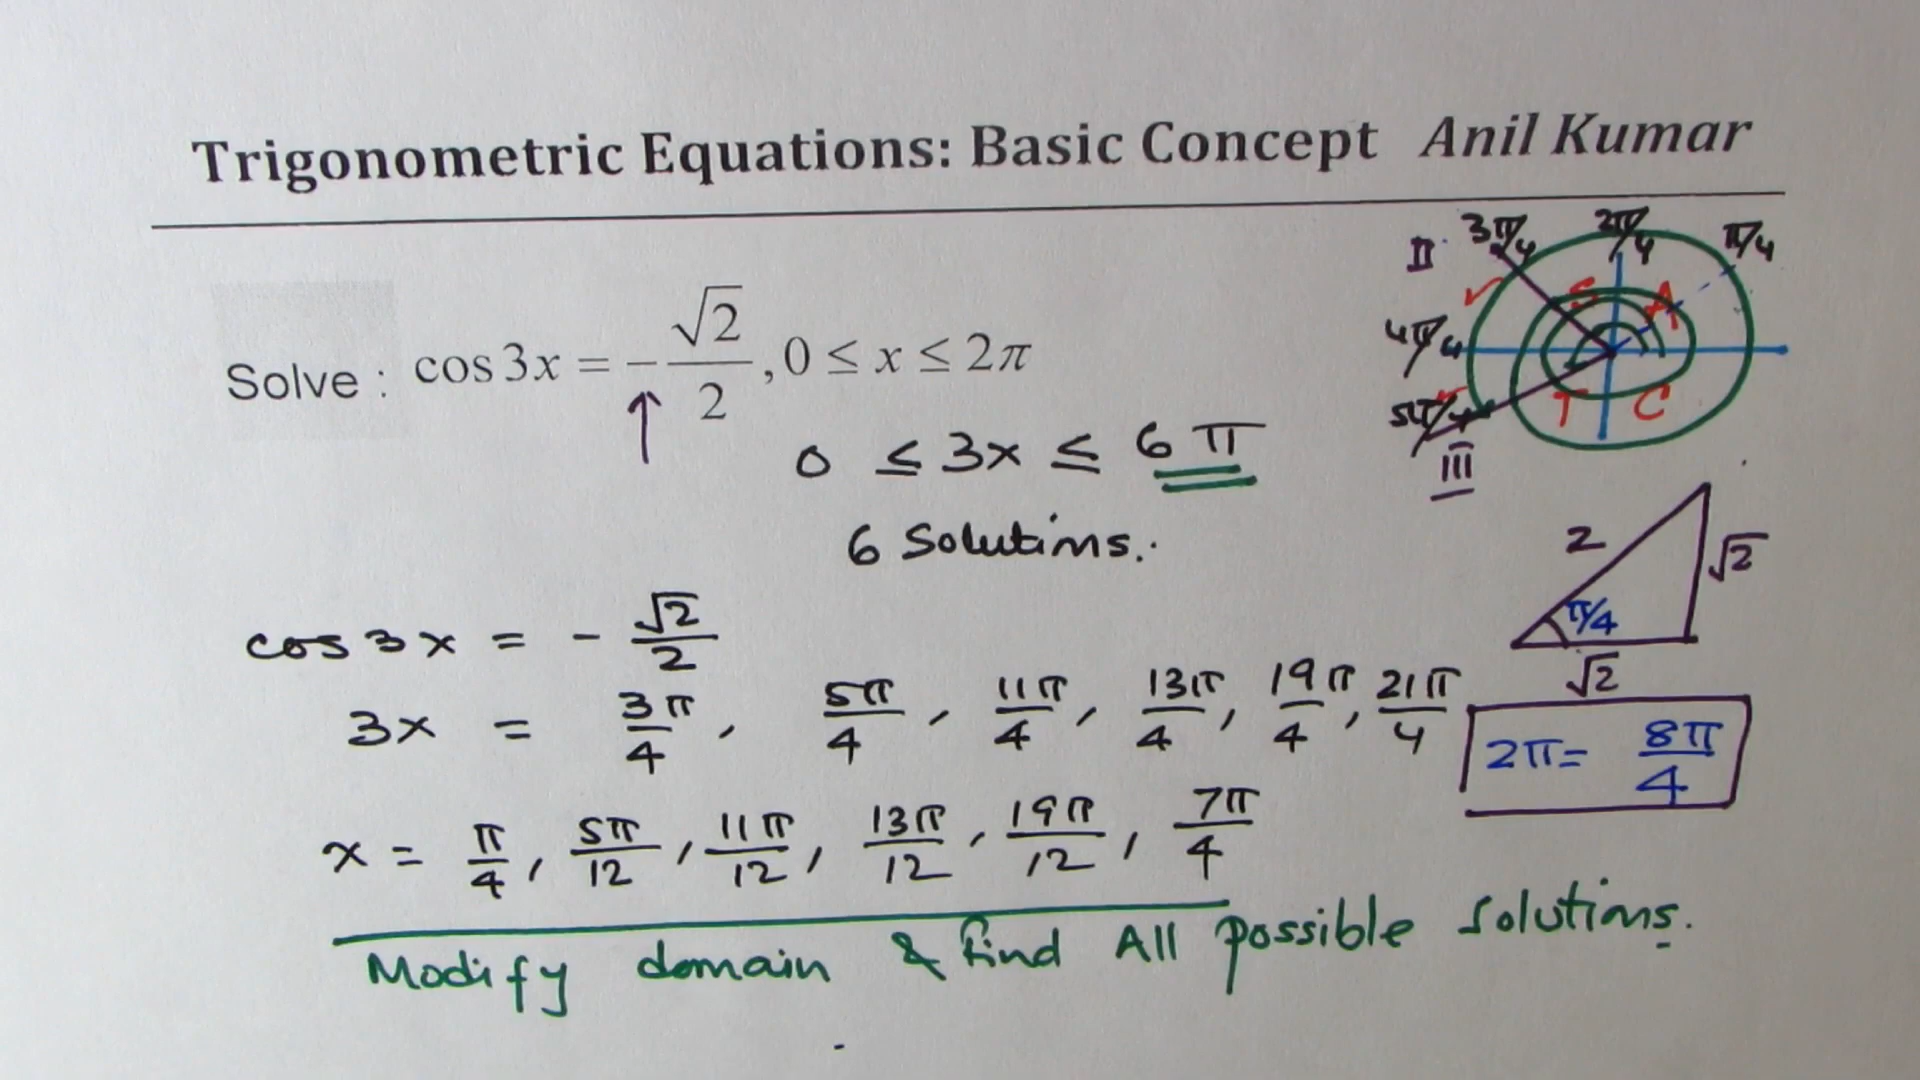 Trigonometric Equations: Basic Concept Anil Kumar
Solve : cos 3x = -√2/2 , 0 ≤ x ≤ 2π
0 ≤ 3x ≤ 6π
6 Solutions.
II 3π/4 2π/4 π/4
S A
4π/4
5π/4 T C
III
2 √2
π/4
√2
cos 3x = - √2/2
3x = 3π/4 , 5π/4 , 11π/4 , 13π/4 , 19π/4 , 21π/4
2π = 8π/4
x = π/4 , 5π/12 , 11π/12 , 13π/12 , 19π/12 , 7π/4
Modify domain & find All possible solutions.